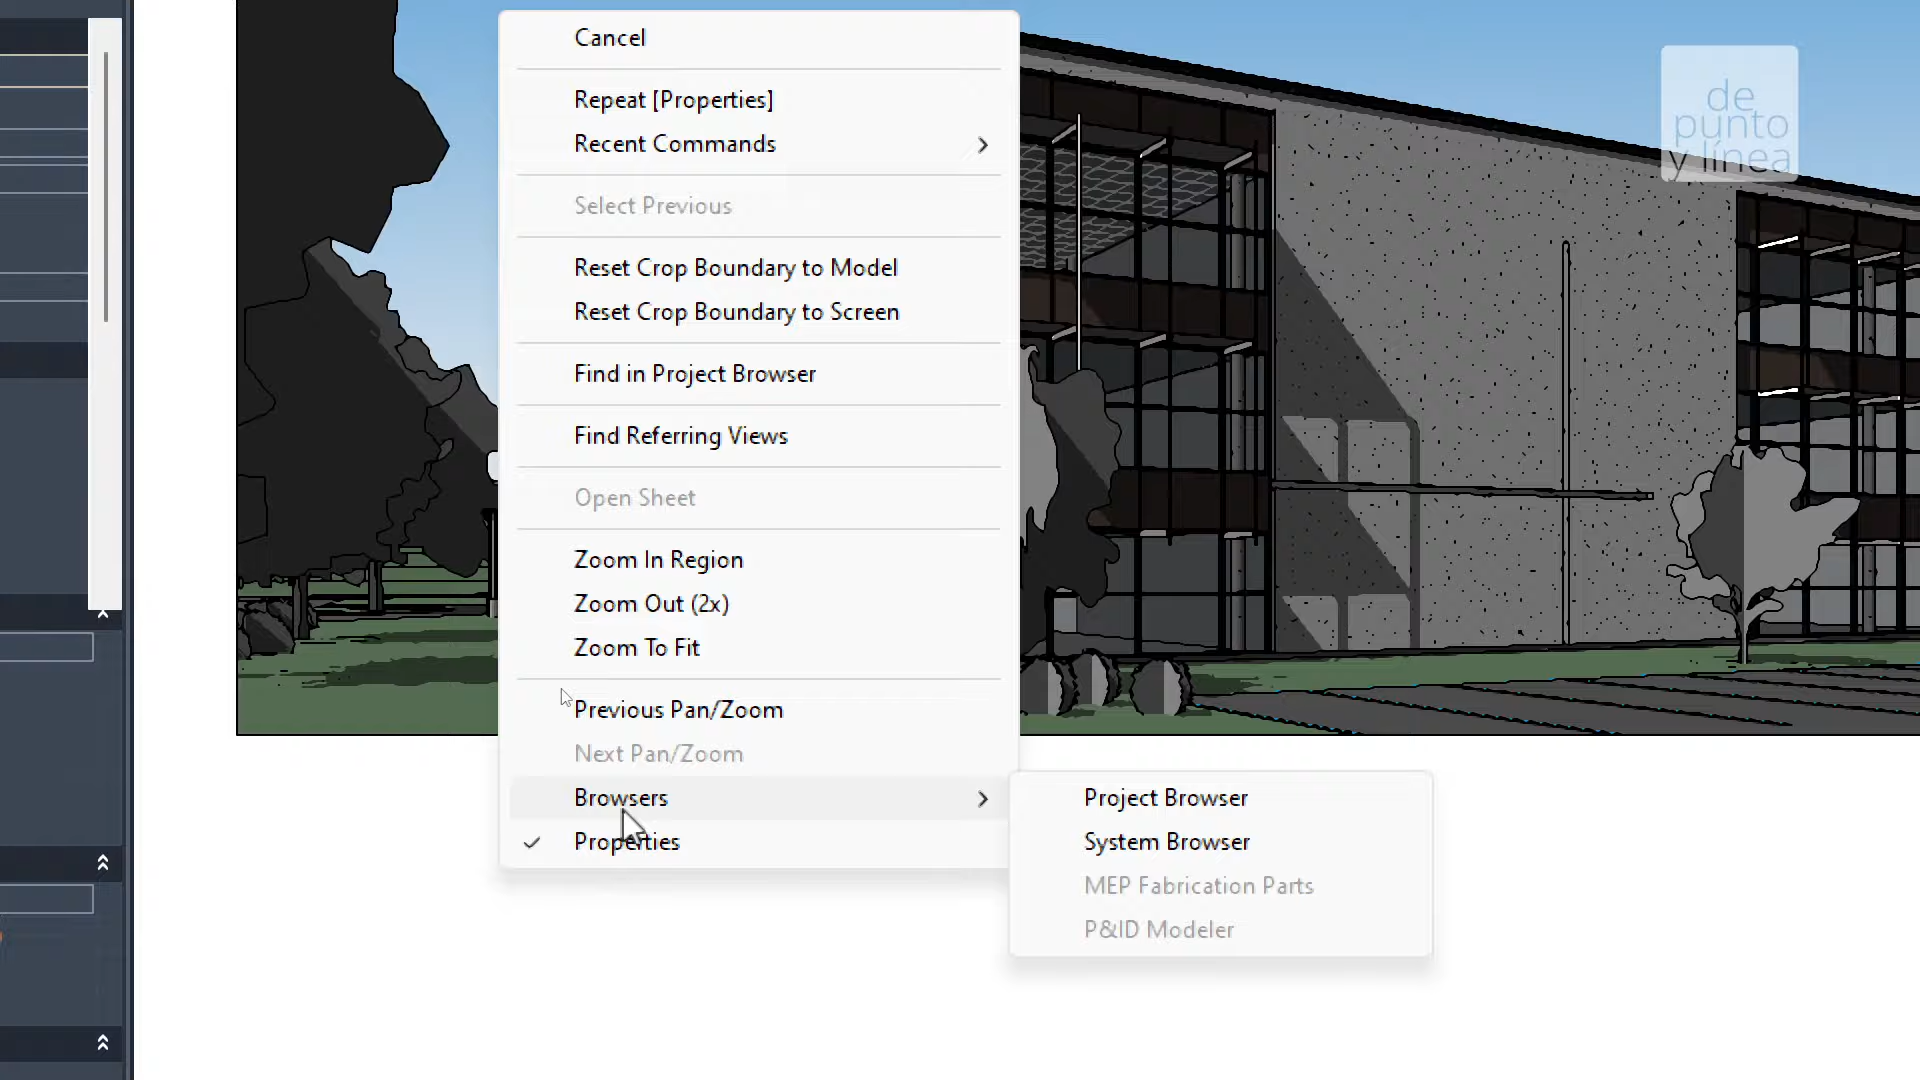 Cancel
Repeat [Properties]
Recent Commands
Select Previous
Reset Crop Boundary to Model
Reset Crop Boundary to Screen
Find in Project Browser
Find Referring Views
Open Sheet
Zoom In Region
Zoom Out (2x)
Zoom To Fit
Previous Pan/Zoom
Next Pan/Zoom
Browsers
Properties
Project Browser
System Browser
MEP Fabrication Parts
P&ID Modeler
de
punto
y línea